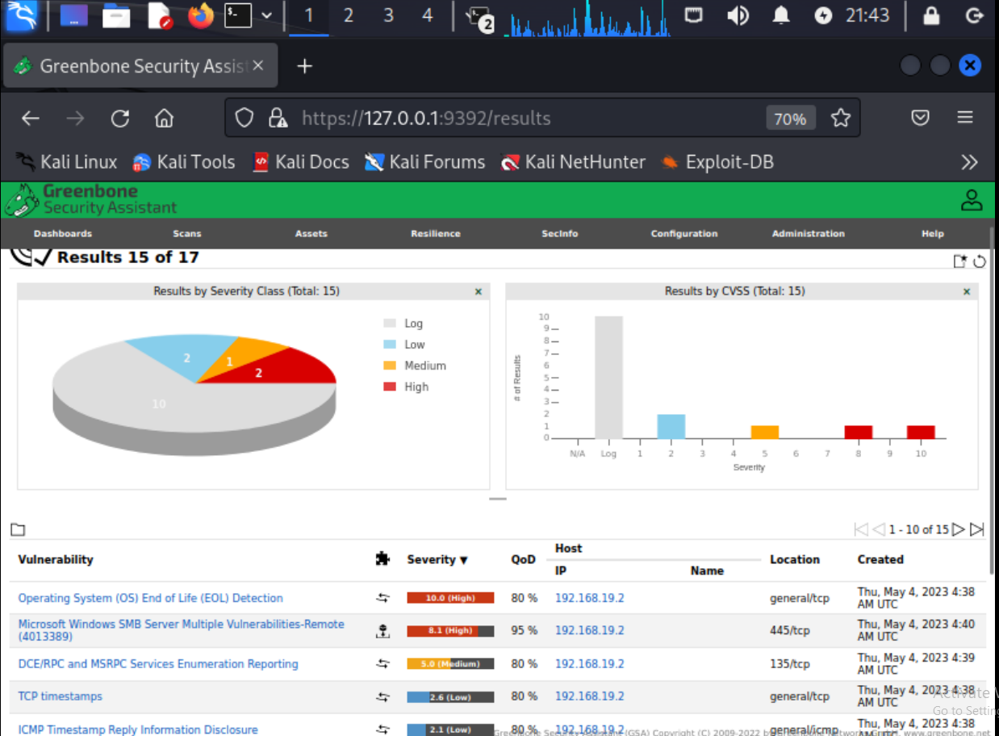 1 2 3 4 2 21:43
Greenbone Security Assist
https://127.0.0.1:9392/results 70%
Kali Linux Kali Tools Kali Docs Kali Forums Kali NetHunter Exploit-DB
Greenbone
Security Assistant
Dashboards Scans Assets Resilience SecInfo Configuration Administration Help
Results 15 of 17
Results by Severity Class (Total: 15)
2
1
2
10
Log
Low
Medium
High
Results by CVSS (Total: 15)
10
9
8
7
6
5
4
3
2
1
0
# of Results
N/A Log 1 2 3 4 5 6 7 8 9 10
Severity
1 - 10 of 15
Vulnerability Severity ▼ QoD Host Location Created
IP Name
Operating System (OS) End of Life (EOL) Detection 10.0 (High) 80 % 192.168.19.2 general/tcp Thu, May 4, 2023 4:38
AM UTC
Microsoft Windows SMB Server Multiple Vulnerabilities-Remote
(4013389) 8.1 (High) 95 % 192.168.19.2 445/tcp Thu, May 4, 2023 4:40
AM UTC
DCE/RPC and MSRPC Services Enumeration Reporting 5.0 (Medium) 80 % 192.168.19.2 135/tcp Thu, May 4, 2023 4:39
AM UTC
TCP timestamps 2.6 (Low) 80 % 192.168.19.2 general/tcp Thu, May 4, 2023 4:38
AM UTC
Activate
Go to Setting
ICMP Timestamp Reply Information Disclosure 2.1 (Low) 80 % 192.168.19.2 general/icmp Thu, May 4, 2023 4:38
AM UTC
Greenbone Security Assistant (GSA) Copyright (C) 2009-2022 by Greenbone Networks GmbH, www.greenbone.net